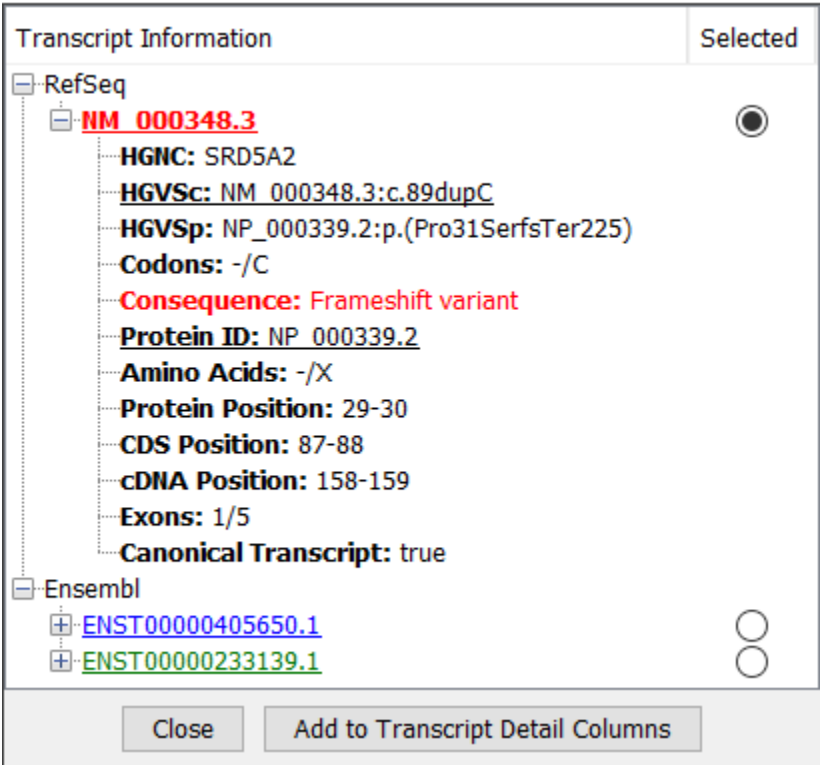 Transcript Information Selected
RefSeq
NM_000348.3
HGNC: SRD5A2
HGVSc: NM_000348.3:c.89dupC
HGVSp: NP_000339.2:p.(Pro31SerfsTer225)
Codons: -/C
Consequence: Frameshift variant
Protein ID: NP_000339.2
Amino Acids: -/X
Protein Position: 29-30
CDS Position: 87-88
cDNA Position: 158-159
Exons: 1/5
Canonical Transcript: true
Ensembl
ENST00000405650.1
ENST00000233139.1
Close Add to Transcript Detail Columns